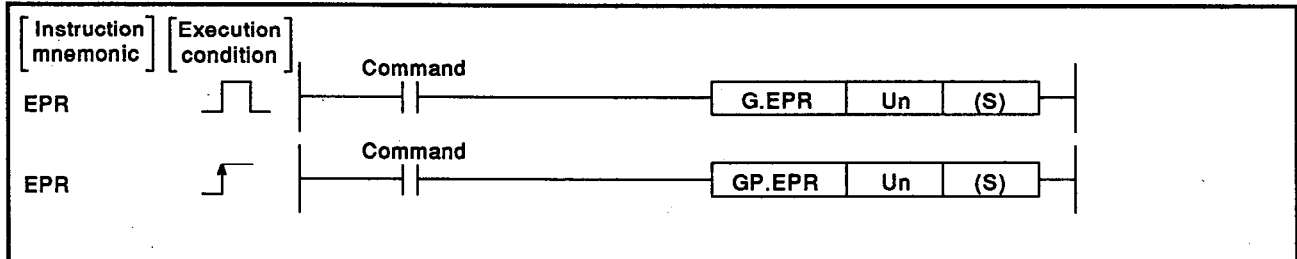 Instruction mnemonic
Execution condition
Command
EPR
G.EPR Un (S)
Command
EPR
GP.EPR Un (S)